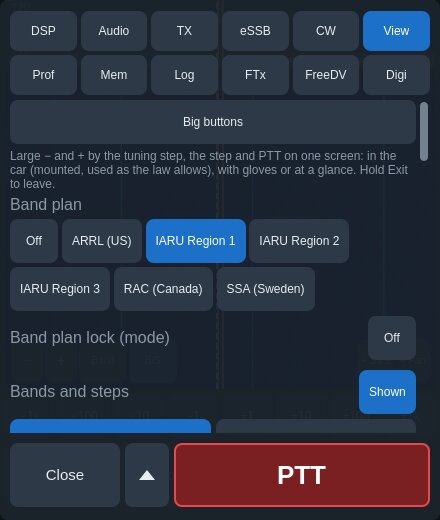 DSP Audio TX eSSB CW View
Prof Mem Log FTx FreeDV Digi
Big buttons
Large − and + by the tuning step, the step and PTT on one screen: in the
car (mounted, used as the law allows), with gloves or at a glance. Hold Exit
to leave.
Band plan
Off ARRL (US) IARU Region 1 IARU Region 2
IARU Region 3 RAC (Canada) SSA (Sweden)
Band plan lock (mode) Off
Bands and steps Shown
Close PTT